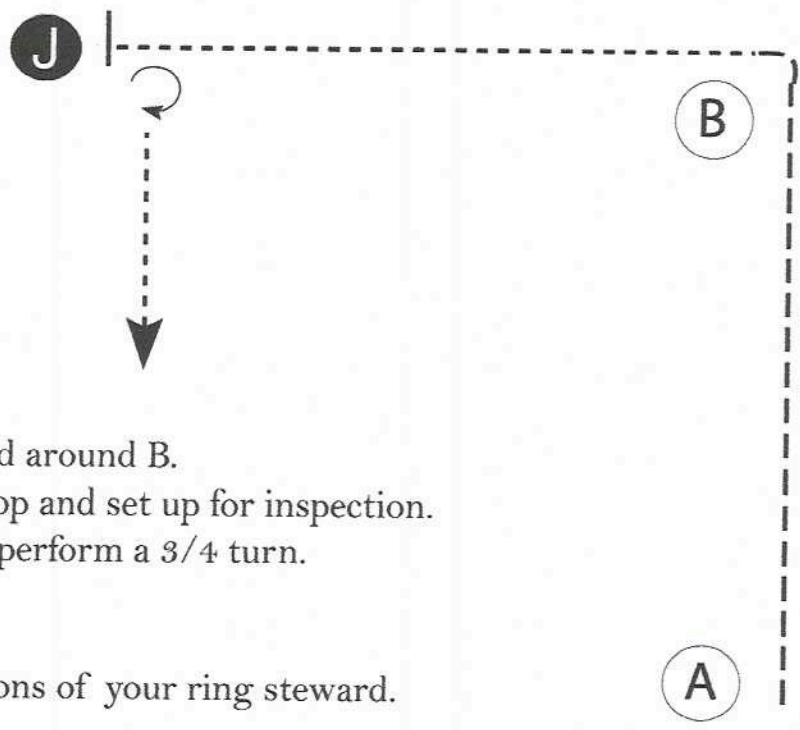 J
B
d around B.
op and set up for inspection.
perform a 3/4 turn.
ons of your ring steward.
A